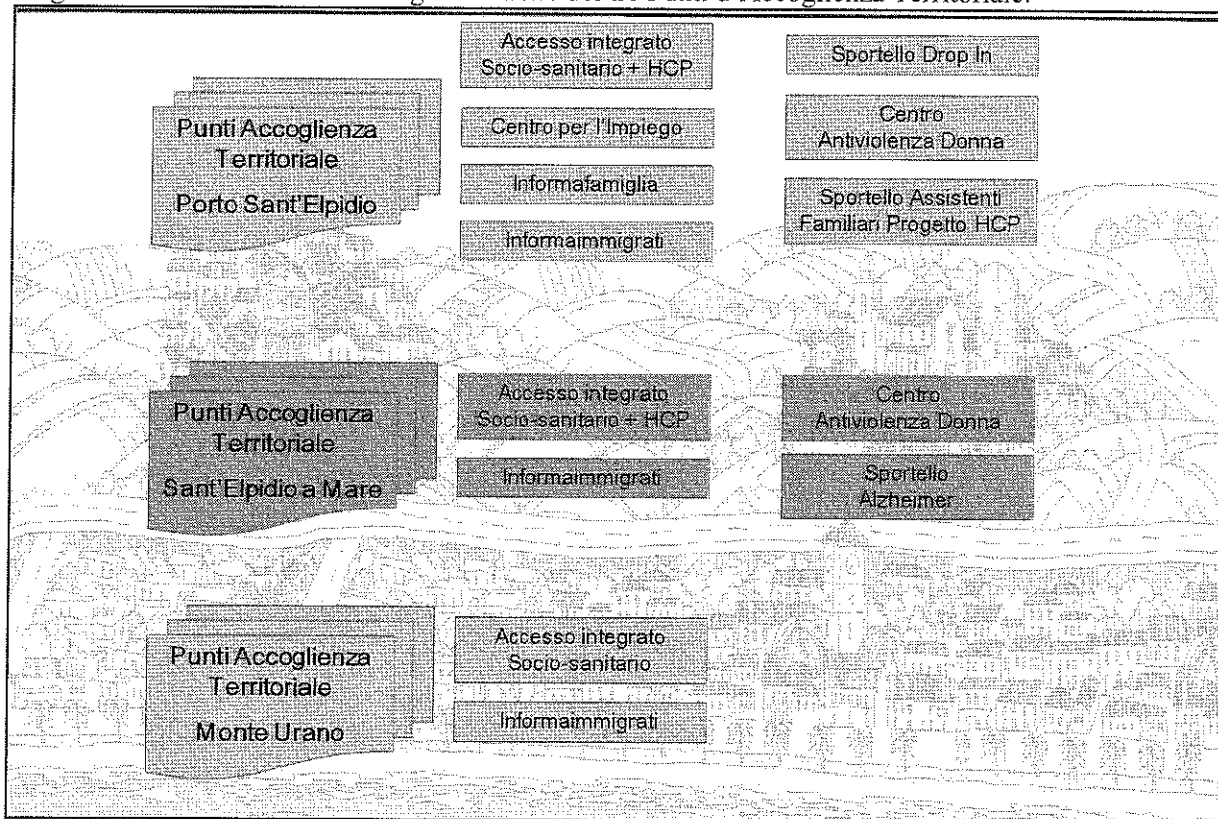 Accoglienza Territoriale.
Punti Accoglienza
Territoriale
Porto Sant'Elpidio
Accesso integrato
Socio-sanitario + HCP
Centro per l'Impiego
Informafamiglia
Informaimmigrati
Sportello Drop In
Centro
Antiviolenza Donna
Sportello Assistenti
Familiari Progetto HCP
Punti Accoglienza
Territoriale
Sant'Elpidio a Mare
Accesso integrato
Socio-sanitario + HCP
Informaimmigrati
Centro
Antiviolenza Donna
Sportello
Alzheimer
Punti Accoglienza
Territoriale
Monte Urano
Accesso integrato
Socio-sanitario
Informaimmigrati